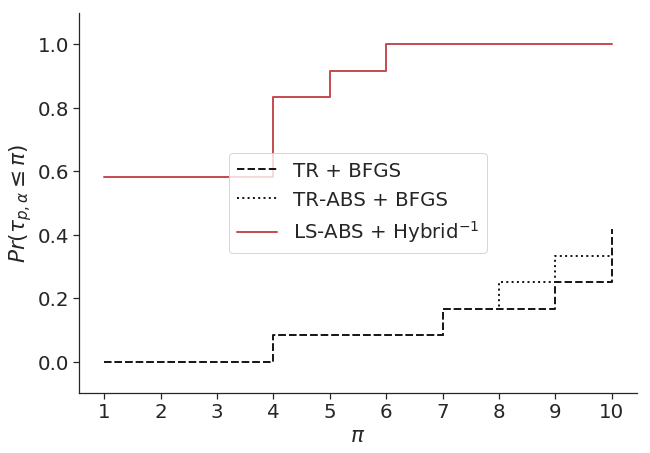 1.0
0.8
0.6
0.4
0.2
0.0
Pr(τ_{p,α} ≤ π)
TR + BFGS
TR-ABS + BFGS
LS-ABS + Hybrid⁻¹
1 2 3 4 5 6 7 8 9 10
π